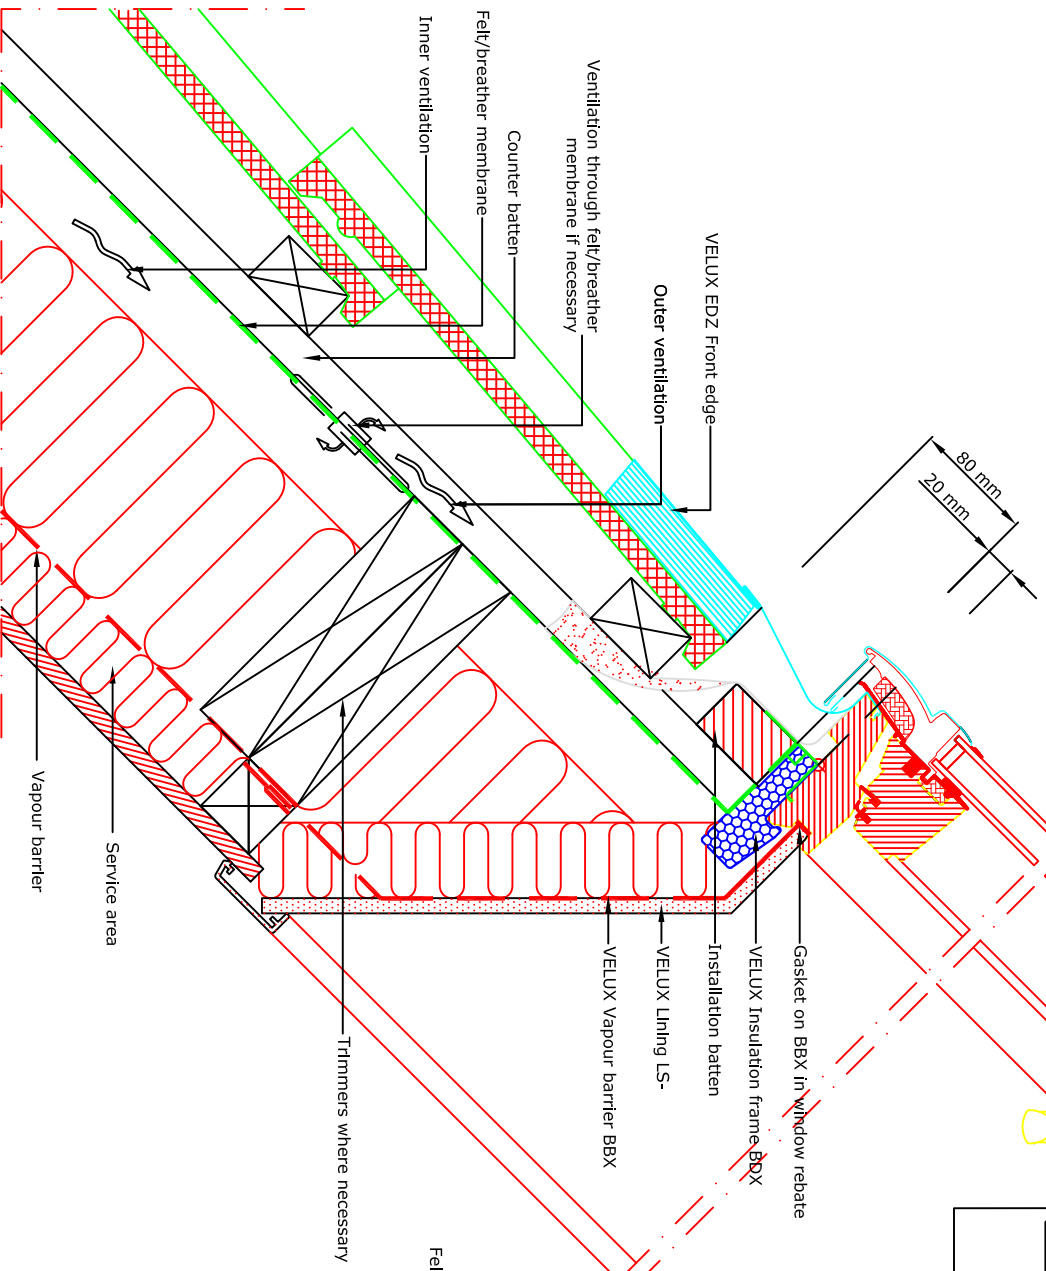 Inner ventilation
Felt/breather membrane
Counter batten
Ventilation through felt/breather
membrane if necessary
Outer ventilation
VELUX EDZ Front edge
80 mm
20 mm
Vapour barrier
Service area
Trimmers where necessary
VELUX Vapour barrier BBX
VELUX Lining LS-
Installation batten
VELUX Insulation frame BDX
Gasket on BBX in window rebate
Fel